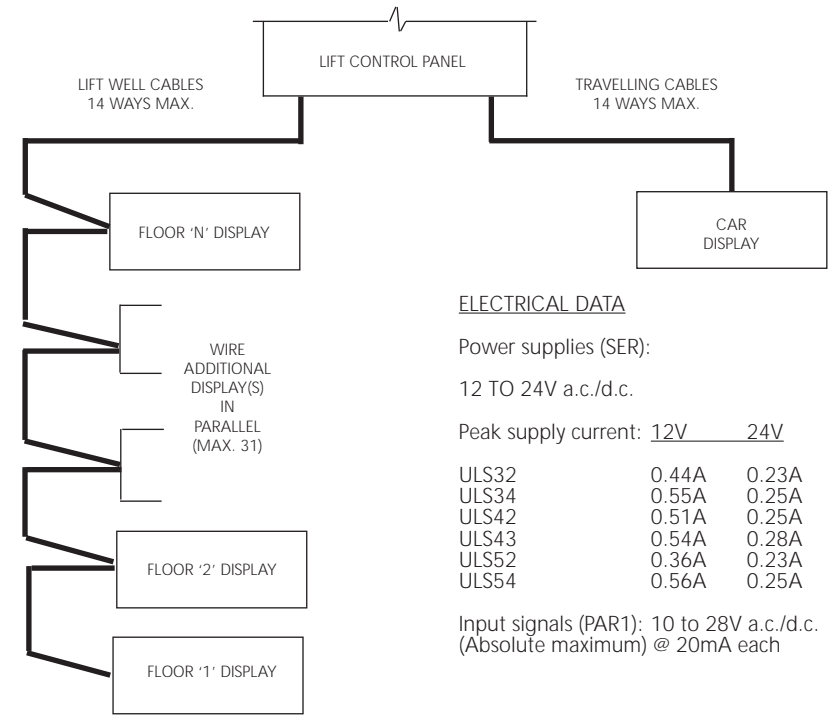 LIFT CONTROL PANEL
LIFT WELL CABLES
14 WAYS MAX.
TRAVELLING CABLES
14 WAYS MAX.
FLOOR 'N' DISPLAY
CAR
DISPLAY
WIRE
ADDITIONAL
DISPLAY(S)
IN
PARALLEL
(MAX. 31)
FLOOR '2' DISPLAY
FLOOR '1' DISPLAY
ELECTRICAL DATA
Power supplies (SER):
12 TO 24V a.c./d.c.
Peak supply current: 12V 24V
ULS32 0.44A 0.23A
ULS34 0.55A 0.25A
ULS42 0.51A 0.25A
ULS43 0.54A 0.28A
ULS52 0.36A 0.23A
ULS54 0.56A 0.25A
Input signals (PAR1): 10 to 28V a.c./d.c.
(Absolute maximum) @ 20mA each